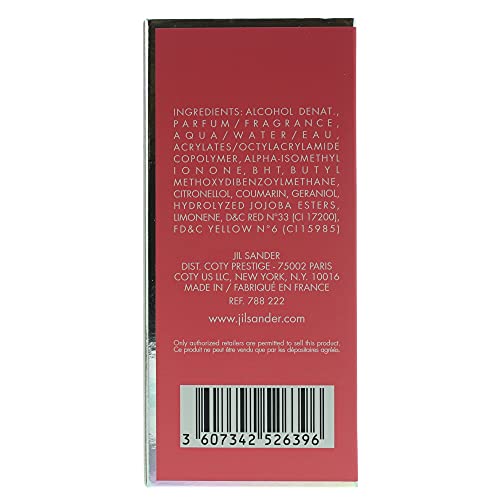 INGREDIENTS: ALCOHOL DENAT.,
PARFUM/FRAGRANCE,
AQUA/WATER/EAU,
ACRYLATES/OCTYLACRYLAMIDE
COPOLYMER, ALPHA-ISOMETHYL
IONONE, BHT, BUTYL
METHOXYDIBENZOYLMETHANE,
CITRONELLOL, COUMARIN, GERANIOL,
HYDROLYZED JOJOBA ESTERS,
LIMONENE, D&C RED N°33 (CI 17200),
FD&C YELLOW N°6 (CI15985)
JIL SANDER
DIST. COTY PRESTIGE - 75002 PARIS
COTY US LLC, NEW YORK, N.Y. 10016
MADE IN / FABRIQUÉ EN FRANCE
REF. 788 222
www.jilsander.com
Only authorized retailers are permitted to sell this product.
Ce produit ne peut être vendu que par les dépositaires agréés.
3 607342 526396